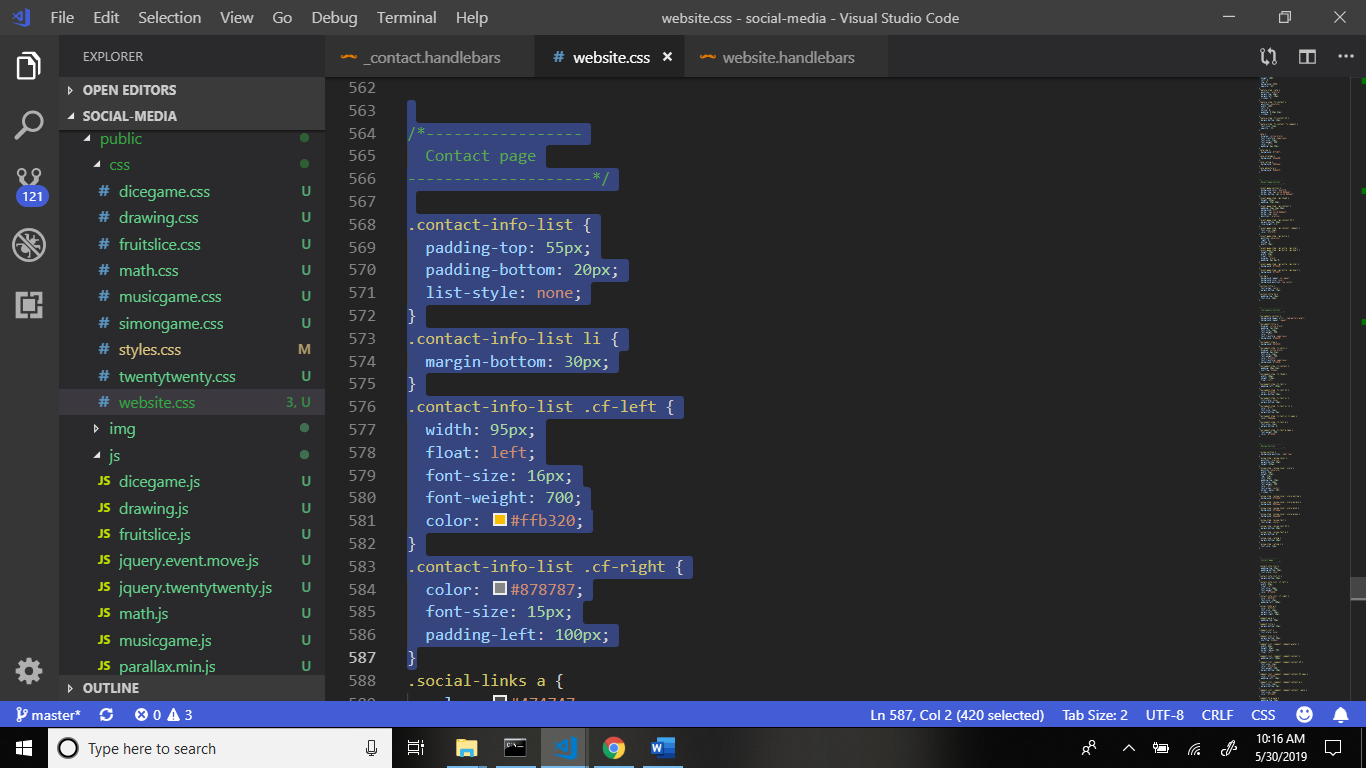 File Edit Selection View Go Debug Terminal Help
website.css - social-media - Visual Studio Code
EXPLORER
OPEN EDITORS
SOCIAL-MEDIA
public
css
# dicegame.css U
# drawing.css U
# fruitslice.css U
# math.css U
# musicgame.css U
# simongame.css U
# styles.css M
# twentytwenty.css U
# website.css 3, U
img
js
JS dicegame.js U
JS drawing.js U
JS fruitslice.js U
JS jquery.event.move.js U
JS jquery.twentytwenty.js U
JS math.js U
JS musicgame.js U
JS parallax.min.js U
OUTLINE
121
_contact.handlebars # website.css website.handlebars
562
563
564 /*-----------------
565 Contact page
566 --------------------*/
567
568 .contact-info-list {
569 padding-top: 55px;
570 padding-bottom: 20px;
571 list-style: none;
572 }
573 .contact-info-list li {
574 margin-bottom: 30px;
575 }
576 .contact-info-list .cf-left {
577 width: 95px;
578 float: left;
579 font-size: 16px;
580 font-weight: 700;
581 color: #ffb320;
582 }
583 .contact-info-list .cf-right {
584 color: #878787;
585 font-size: 15px;
586 padding-left: 100px;
587 }
588 .social-links a {
master* 0 3
Ln 587, Col 2 (420 selected) Tab Size: 2 UTF-8 CRLF CSS
Type here to search
10:16 AM
5/30/2019